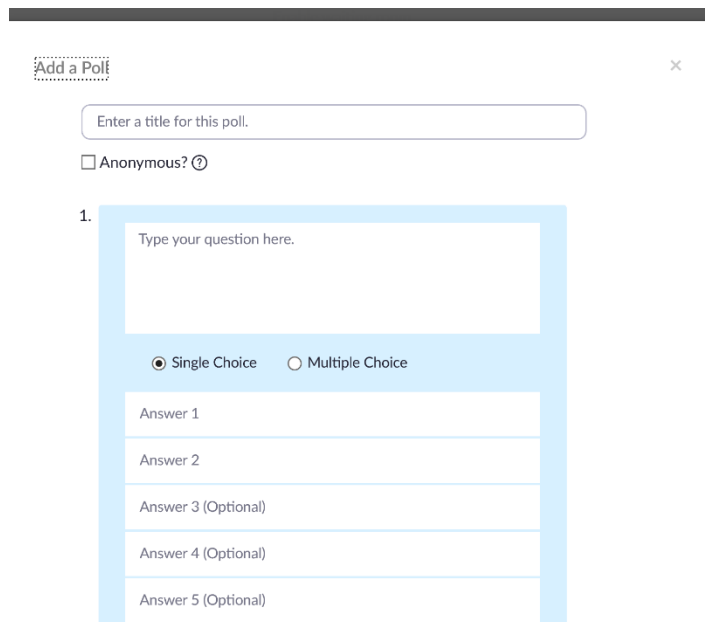 Add a Poll
×
Enter a title for this poll.
Anonymous? ?
1.
Type your question here.
Single Choice Multiple Choice
Answer 1
Answer 2
Answer 3 (Optional)
Answer 4 (Optional)
Answer 5 (Optional)